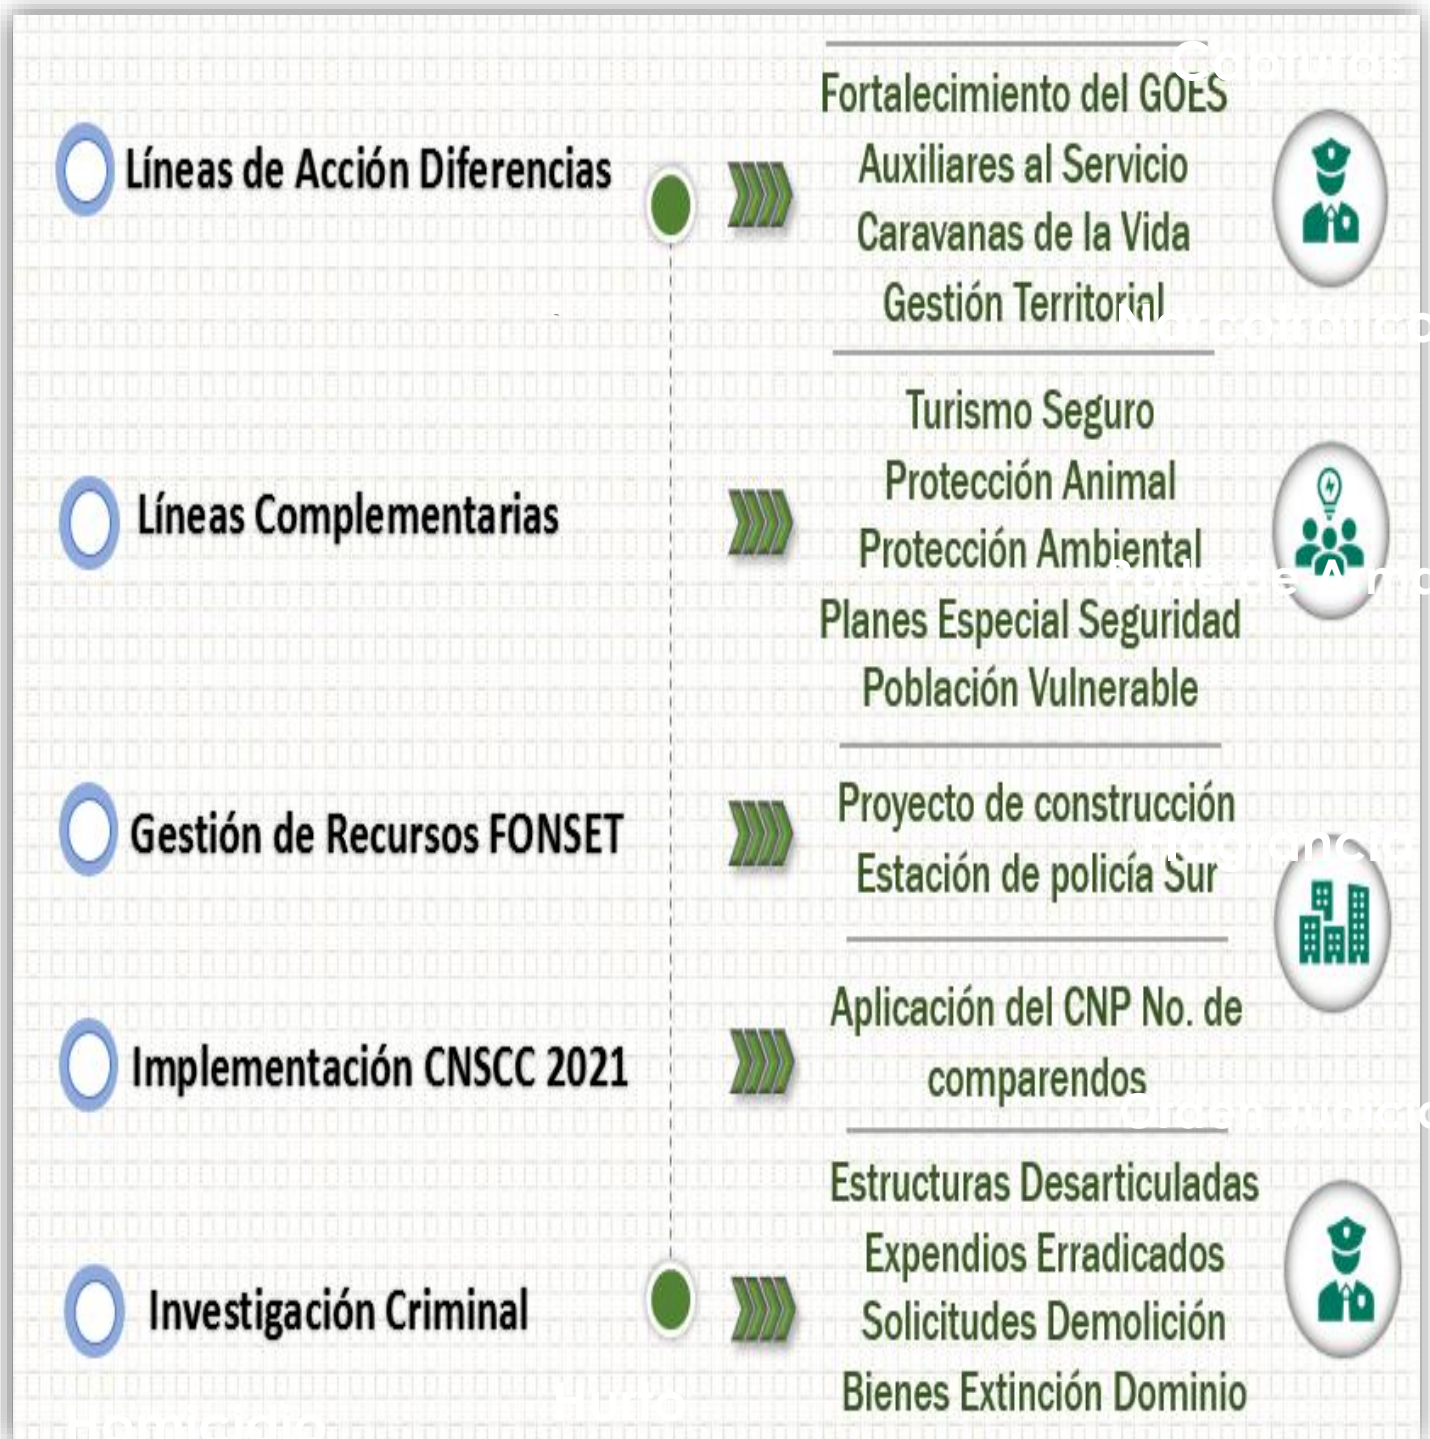 Capturas
Líneas de Acción Diferencias
Fortalecimiento del GOES
Auxiliares al Servicio
Caravanas de la Vida
Gestión Territorial
Líneas Complementarias
Turismo Seguro
Protección Animal
Protección Ambiental
Planes Especial Seguridad
Población Vulnerable
Gestión de Recursos FONSET
Proyecto de construcción
Estación de policía Sur
Implementación CNSCC 2021
Aplicación del CNP No. de
comparendos
Investigación Criminal
Estructuras Desarticuladas
Expendios Erradicados
Solicitudes Demolición
Bienes Extinción Dominio
Hurto
Homicidio